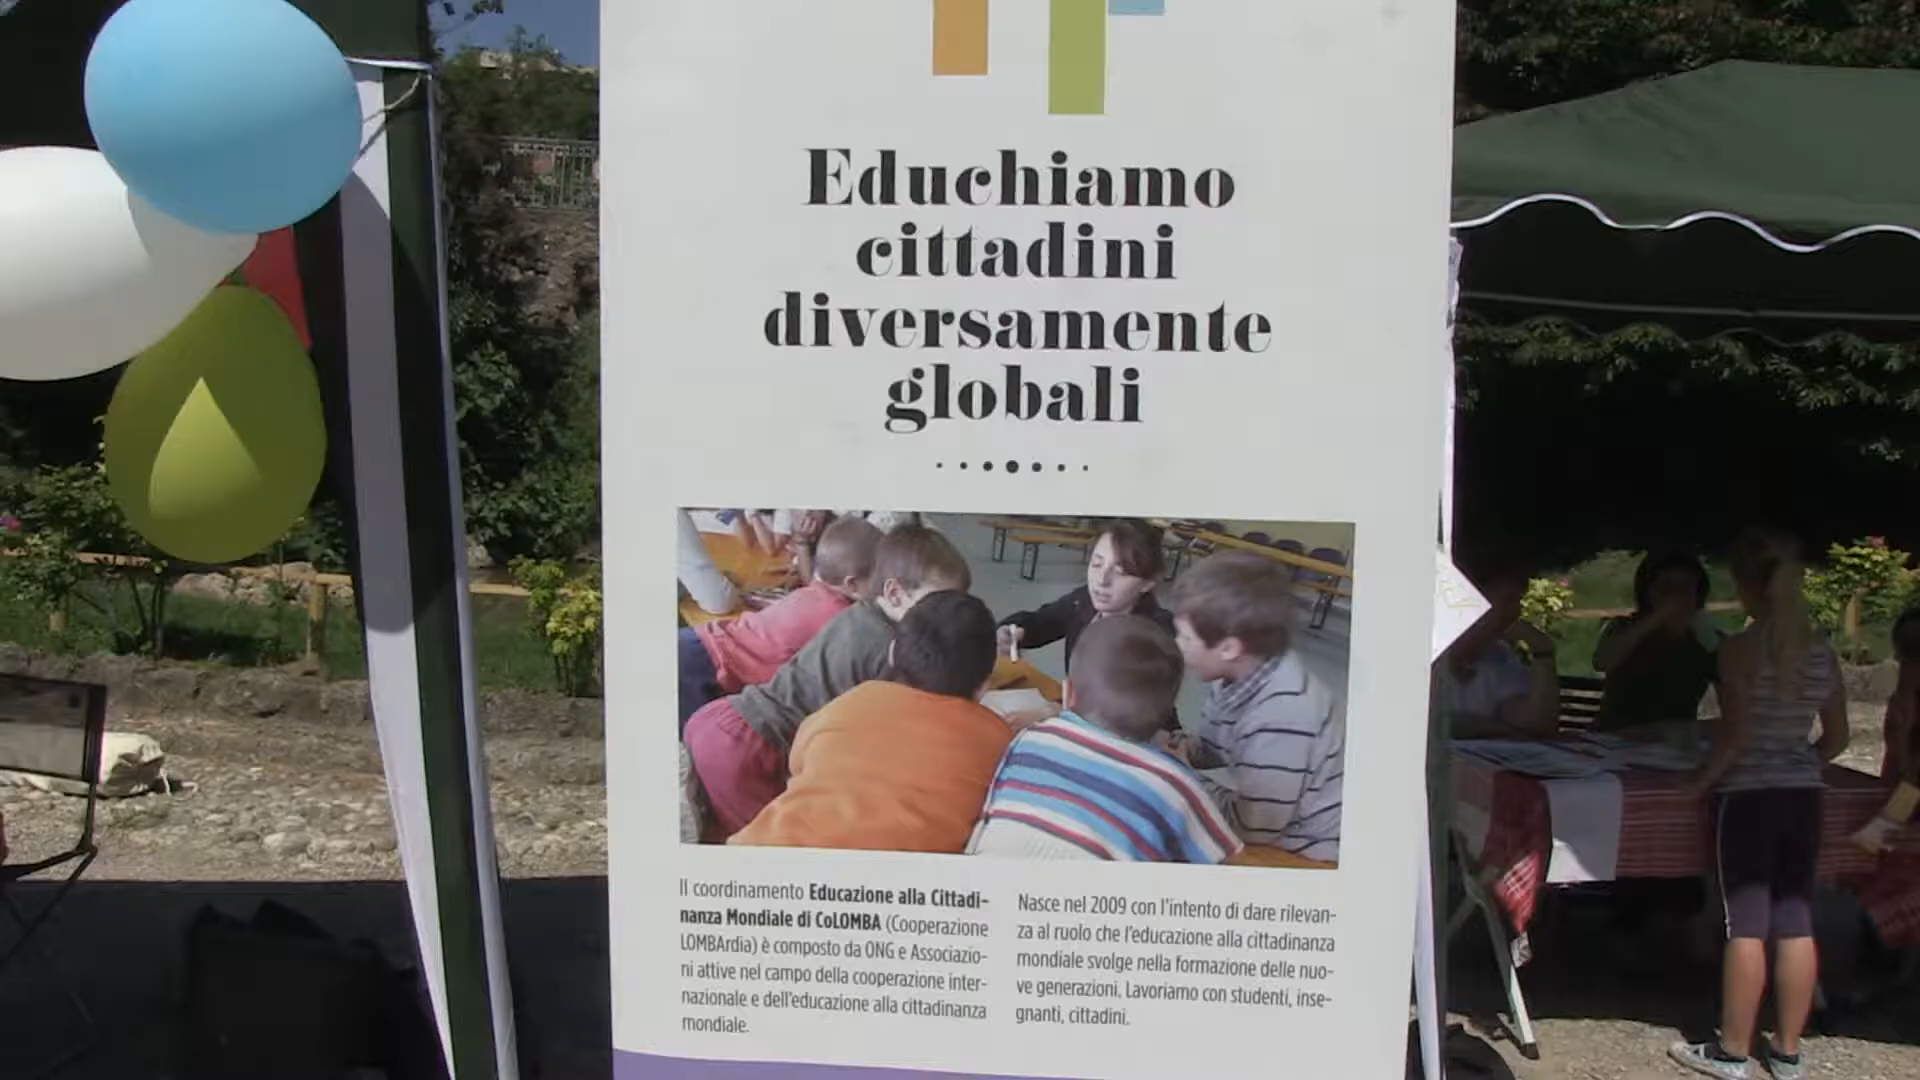 Educhiamo
cittadini
diversamente
globali
Il coordinamento Educazione alla Cittadi-
nanza Mondiale di CoLOMBA (Cooperazione
LOMBArdia) è composto da ONG e Associazio-
ni attive nel campo della cooperazione inter-
nazionale e dell'educazione alla cittadinanza
mondiale.
Nasce nel 2009 con l'intento di dare rilevan-
za al ruolo che l'educazione alla cittadinanza
mondiale svolge nella formazione delle nuo-
ve generazioni. Lavoriamo con studenti, inse-
gnanti, cittadini.